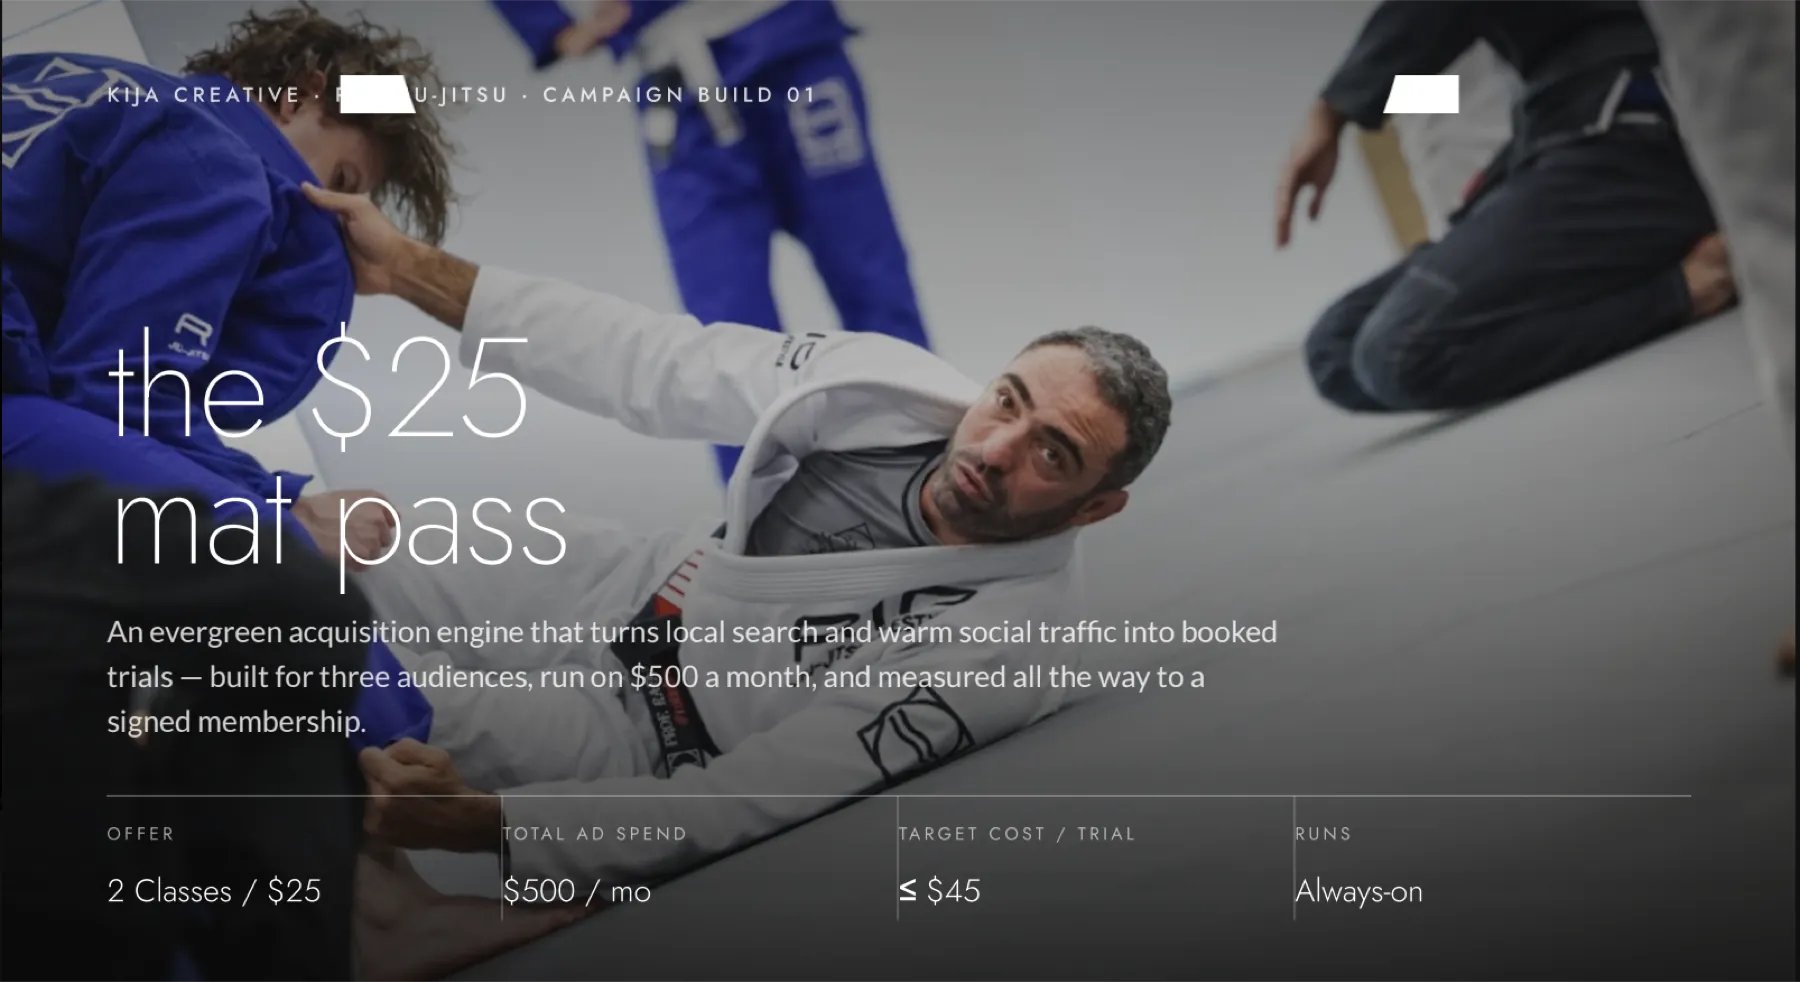 KIJA CREATIVE · U-JITSU · CAMPAIGN BUILD 01
the $25
mat pass
An evergreen acquisition engine that turns local search and warm social traffic into booked
trials — built for three audiences, run on $500 a month, and measured all the way to a
signed membership.
OFFER
2 Classes / $25
TOTAL AD SPEND
$500 / mo
TARGET COST / TRIAL
≤ $45
RUNS
Always-on